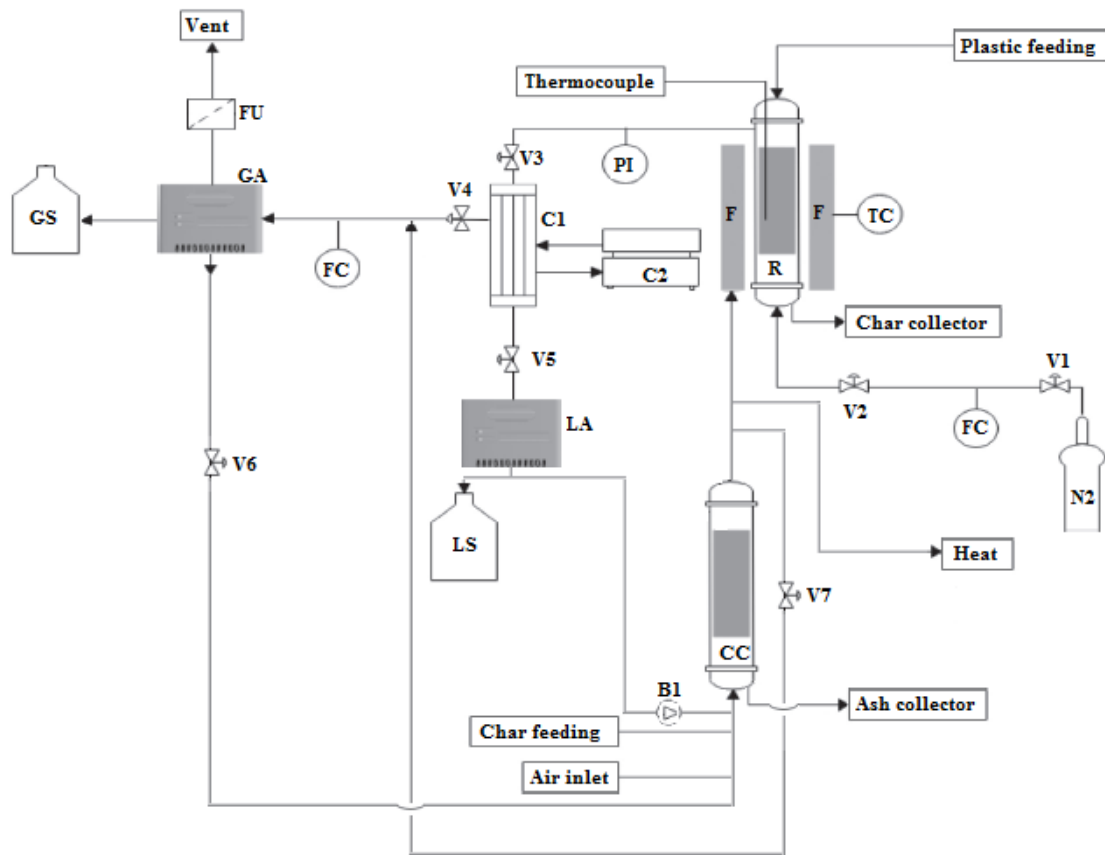 Vent
Plastic feeding
Thermocouple
FU
V3
PI
GA
V4
GS
C1
F
F
TC
FC
C2
R
Char collector
V5
V1
V2
LA
FC
V6
N2
LS
Heat
V7
CC
B1
Ash collector
Char feeding
Air inlet